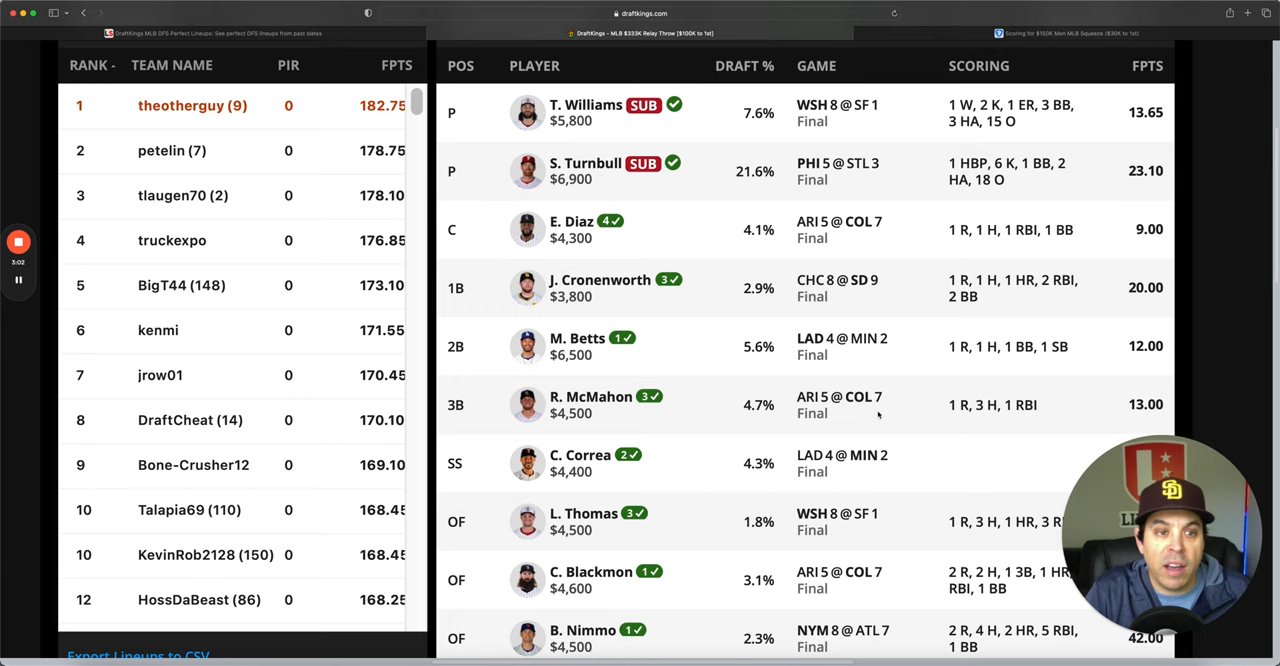 draftkings.com
DraftKings MLB DFS Perfect Lineups: See perfect DFS lineups from past slates
DraftKings - MLB $333K Relay Throw [$100K to 1st]
Scoring for $150K Mon MLB Squeeze ($30K to 1st)
RANK TEAM NAME PIR FPTS
1 theotherguy (9) 0 182.75
2 petelin (7) 0 178.75
3 tlaugen70 (2) 0 178.10
4 truckexpo 0 176.85
5 BigT44 (148) 0 173.10
6 kenmi 0 171.55
7 jrow01 0 170.45
8 DraftCheat (14) 0 170.10
9 Bone-Crusher12 0 169.10
10 Talapia69 (110) 0 168.45
10 KevinRob2128 (150) 0 168.45
12 HossDaBeast (86) 0 168.25
Export Lineups to CSV
POS PLAYER DRAFT % GAME SCORING FPTS
P T. Williams SUB 7.6% WSH 8 @ SF 1 1 W, 2 K, 1 ER, 3 BB, 13.65
$5,800 Final 3 HA, 15 O
P S. Turnbull SUB 21.6% PHI 5 @ STL 3 1 HBP, 6 K, 1 BB, 2 23.10
$6,900 Final HA, 18 O
C E. Diaz 4 4.1% ARI 5 @ COL 7 1 R, 1 H, 1 RBI, 1 BB 9.00
$4,300 Final
1B J. Cronenworth 3 2.9% CHC 8 @ SD 9 1 R, 1 H, 1 HR, 2 RBI, 20.00
$3,800 Final 2 BB
2B M. Betts 1 5.6% LAD 4 @ MIN 2 1 R, 1 H, 1 BB, 1 SB 12.00
$6,500 Final
3B R. McMahon 3 4.7% ARI 5 @ COL 7 1 R, 3 H, 1 RBI 13.00
$4,500 Final
SS C. Correa 2 4.3% LAD 4 @ MIN 2
$4,400 Final
OF L. Thomas 3 1.8% WSH 8 @ SF 1 1 R, 3 H, 1 HR, 3 R
$4,500 Final
OF C. Blackmon 1 3.1% ARI 5 @ COL 7 2 R, 2 H, 1 3B, 1 HR,
$4,600 Final RBI, 1 BB
OF B. Nimmo 1 2.3% NYM 8 @ ATL 7 2 R, 4 H, 2 HR, 5 RBI, 42.00
$4,500 Final 1 BB
3:02
SD